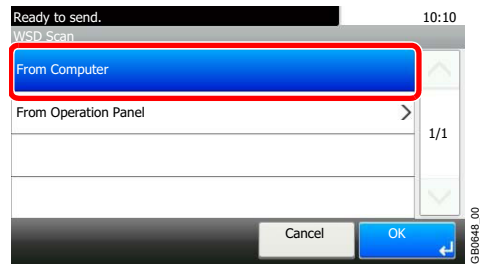 Ready to send. 10:10
WSD Scan
From Computer
From Operation Panel
1/1
Cancel OK
GB0648_00